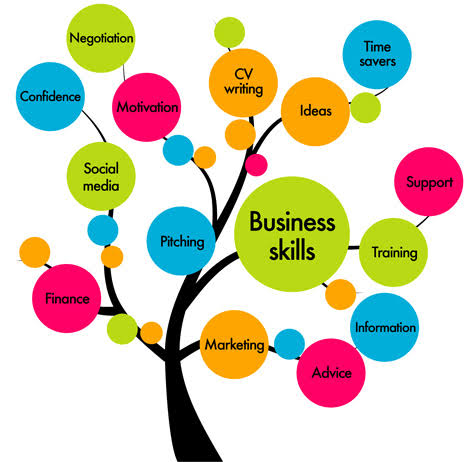 Negotiation
Time
savers
CV
writing
Confidence
Motivation
Ideas
Social
media
Support
Pitching
Business
skills
Training
Finance
Information
Marketing
Advice